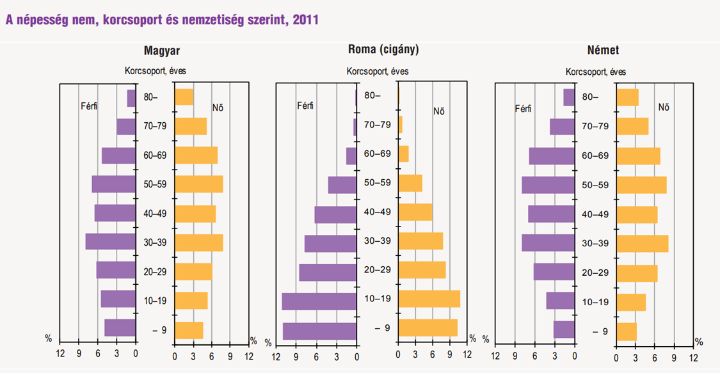 A népesség nem, korcsoport és nemzetiség szerint, 2011
Magyar
Korcsoport, éves
Férfi
Nő
80–
70–79
60–69
50–59
40–49
30–39
20–29
10–19
– 9
% 12 9 6 3 0 0 3 6 9 12 %
Roma (cigány)
Korcsoport, éves
Férfi
Nő
80–
70–79
60–69
50–59
40–49
30–39
20–29
10–19
– 9
12 9 6 3 0 0 3 6 9 12 %
Német
Korcsoport, éves
Férfi
Nő
80–
70–79
60–69
50–59
40–49
30–39
20–29
10–19
– 9
% 12 9 6 3 0 0 3 6 9 12 %